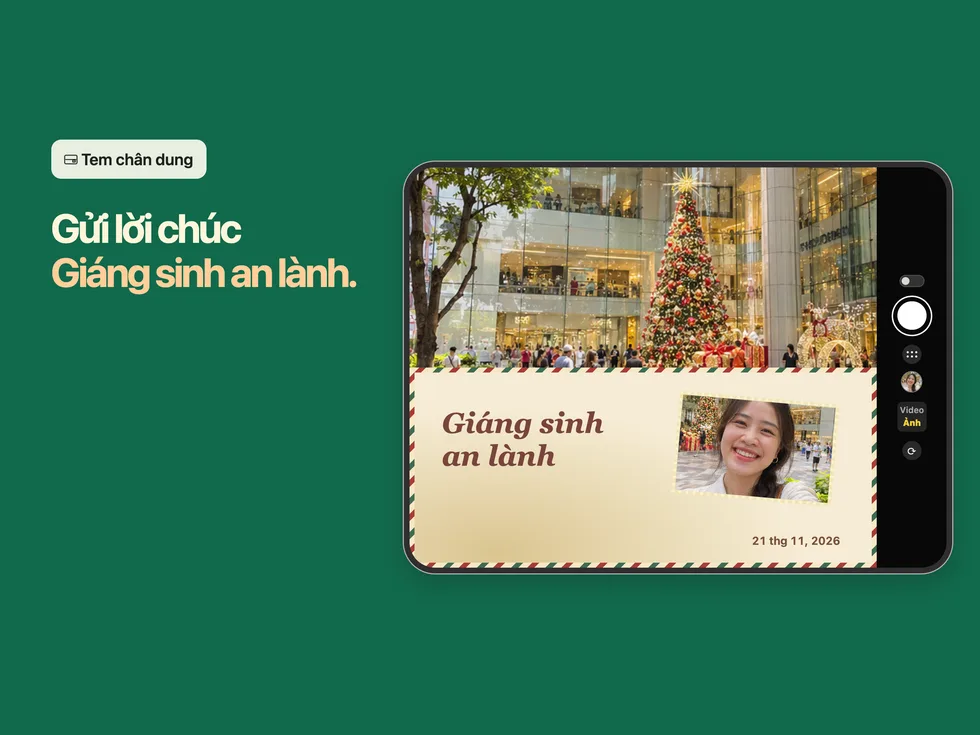 Tem chân dung
Gửi lời chúc
Giáng sinh an lành.
Giáng sinh
an lành
21 thg 11, 2026
Video
Ảnh